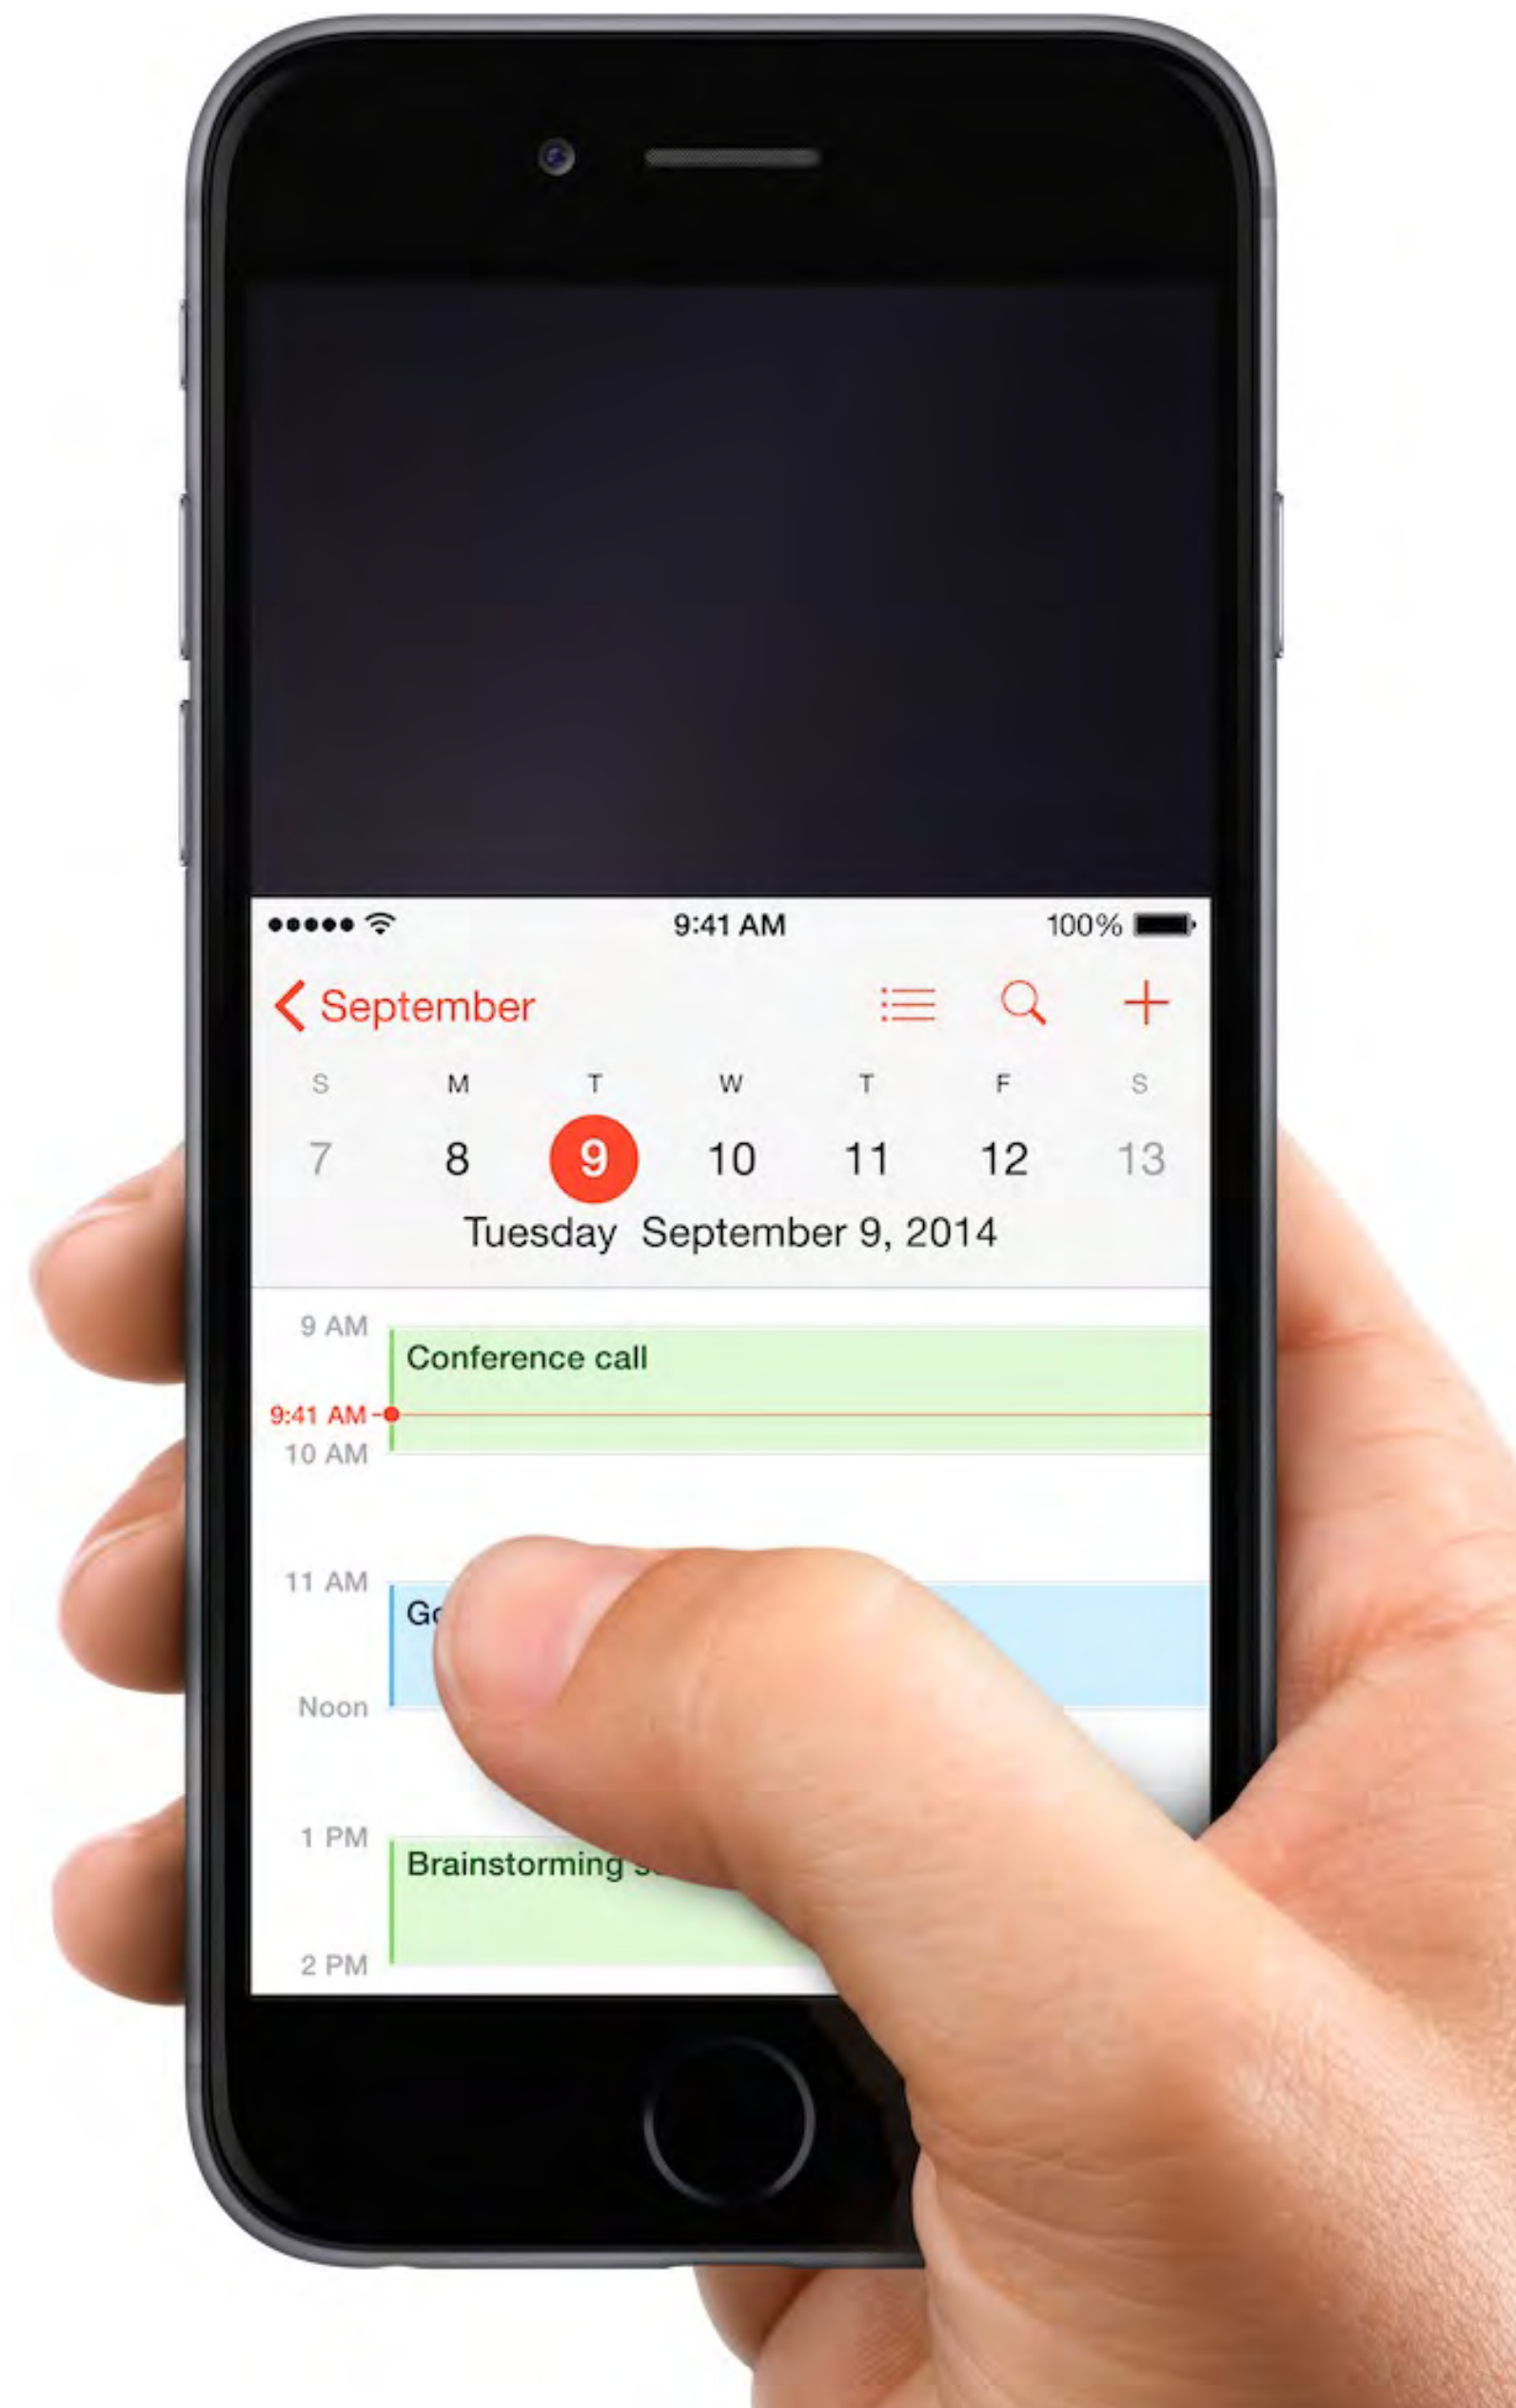 9:41 AM 100%
September
S M T W T F S
7 8 9 10 11 12 13
Tuesday September 9, 2014
9 AM
Conference call
9:41 AM
10 AM
11 AM
Noon
1 PM
Brainstorming
2 PM